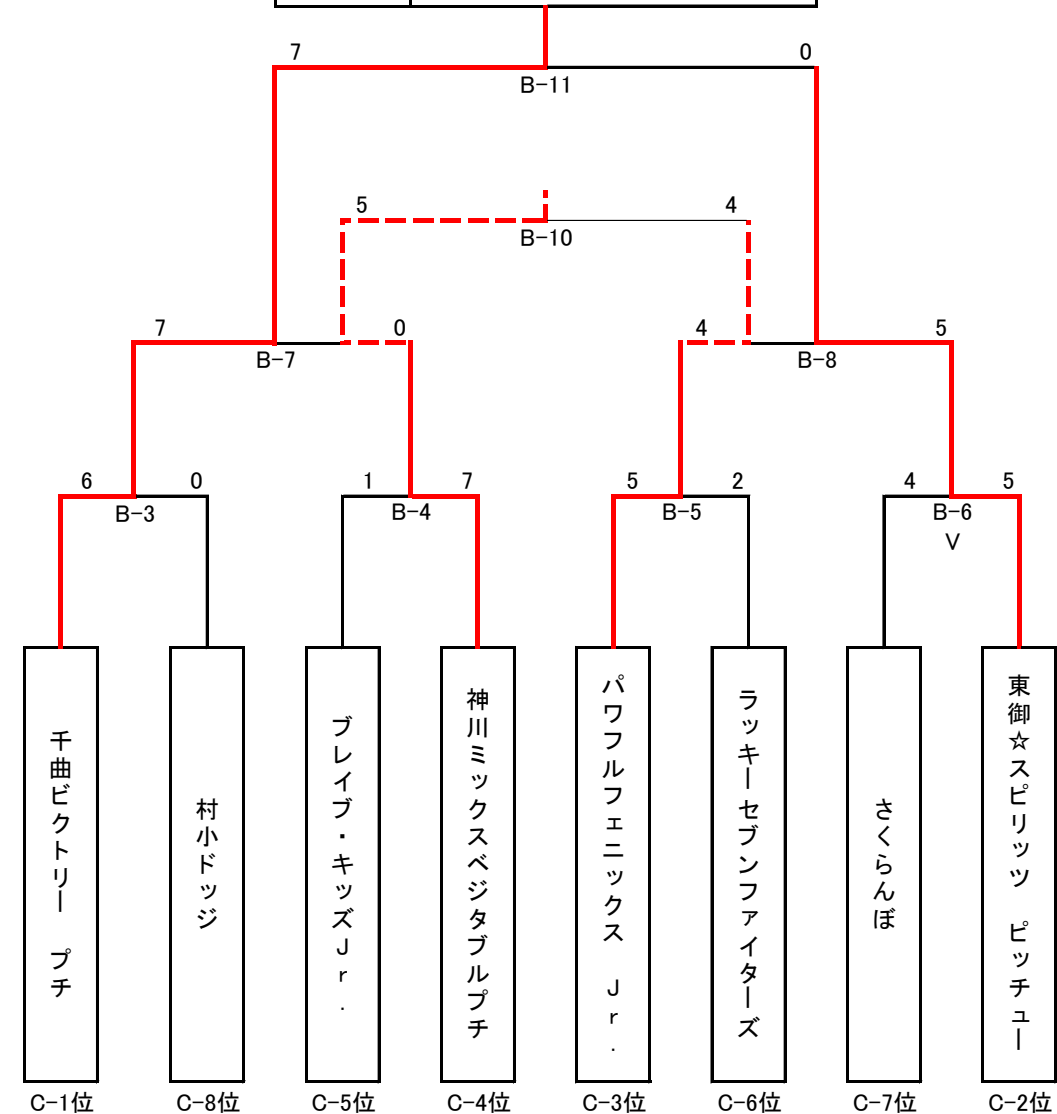 7 0
B-11
5 4
B-10
7 0 4 5
B-7 B-8
6 0 1 7 5 2 4 5
B-3 B-4 B-5 B-6
V
千曲ビクトリー プチ
村小ドッジ
ブレイブ・キッズJr.
神川ミックスベジタブルプチ
パワフルフェニックス Jr.
ラッキーセブンファイターズ
さくらんぼ
東御☆スピリッツ ピッチュー
C-1位 C-8位 C-5位 C-4位 C-3位 C-6位 C-7位 C-2位